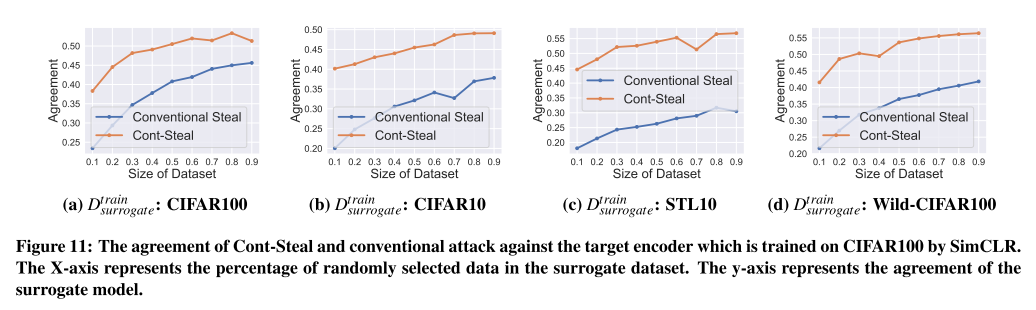 Agreement
0.50
0.45
0.40
0.35
0.30
0.25
Conventional Steal
Cont-Steal
0.1 0.2 0.3 0.4 0.5 0.6 0.7 0.8 0.9
Size of Dataset
(a) D^{train}_{surrogate}: CIFAR100
Agreement
0.50
0.45
0.40
0.35
0.30
0.25
0.20
Conventional Steal
Cont-Steal
0.1 0.2 0.3 0.4 0.5 0.6 0.7 0.8 0.9
Size of Dataset
(b) D^{train}_{surrogate}: CIFAR10
Agreement
0.55
0.50
0.45
0.40
0.35
0.30
0.25
0.20
Conventional Steal
Cont-Steal
0.1 0.2 0.3 0.4 0.5 0.6 0.7 0.8 0.9
Size of Dataset
(c) D^{train}_{surrogate}: STL10
Agreement
0.55
0.50
0.45
0.40
0.35
0.30
0.25
0.20
Conventional Steal
Cont-Steal
0.1 0.2 0.3 0.4 0.5 0.6 0.7 0.8 0.9
Size of Dataset
(d) D^{train}_{surrogate}: Wild-CIFAR100
Figure 11: The agreement of Cont-Steal and conventional attack against the target encoder which is trained on CIFAR100 by SimCLR.
The X-axis represents the percentage of randomly selected data in the surrogate dataset. The y-axis represents the agreement of the
surrogate model.